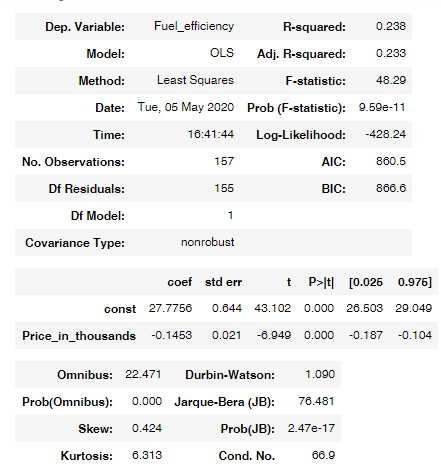 Dep. Variable: Fuel_efficiency R-squared: 0.238
Model: OLS Adj. R-squared: 0.233
Method: Least Squares F-statistic: 48.29
Date: Tue, 05 May 2020 Prob (F-statistic): 9.59e-11
Time: 16:41:44 Log-Likelihood: -428.24
No. Observations: 157 AIC: 860.5
Df Residuals: 155 BIC: 866.6
Df Model: 1
Covariance Type: nonrobust
coef std err t P>|t| [0.025 0.975]
const 27.7756 0.644 43.102 0.000 26.503 29.049
Price_in_thousands -0.1453 0.021 -6.949 0.000 -0.187 -0.104
Omnibus: 22.471 Durbin-Watson: 1.090
Prob(Omnibus): 0.000 Jarque-Bera (JB): 76.481
Skew: 0.424 Prob(JB): 2.47e-17
Kurtosis: 6.313 Cond. No. 66.9